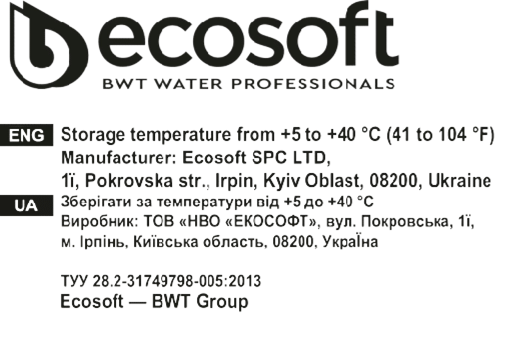 ecosoft
BWT WATER PROFESSIONALS
ENG Storage temperature from +5 to +40 °C (41 to 104 °F)
Manufacturer: Ecosoft SPC LTD,
1ї, Pokrovska str., Irpin, Kyiv Oblast, 08200, Ukraine
UA Зберігати за температури від +5 до +40 °C
Виробник: ТОВ «НВО «ЕКОСОФТ», вул. Покровська, 1ї,
м. Ірпінь, Київська область, 08200, УкраЇна
ТУУ 28.2-31749798-005:2013
Ecosoft — BWT Group